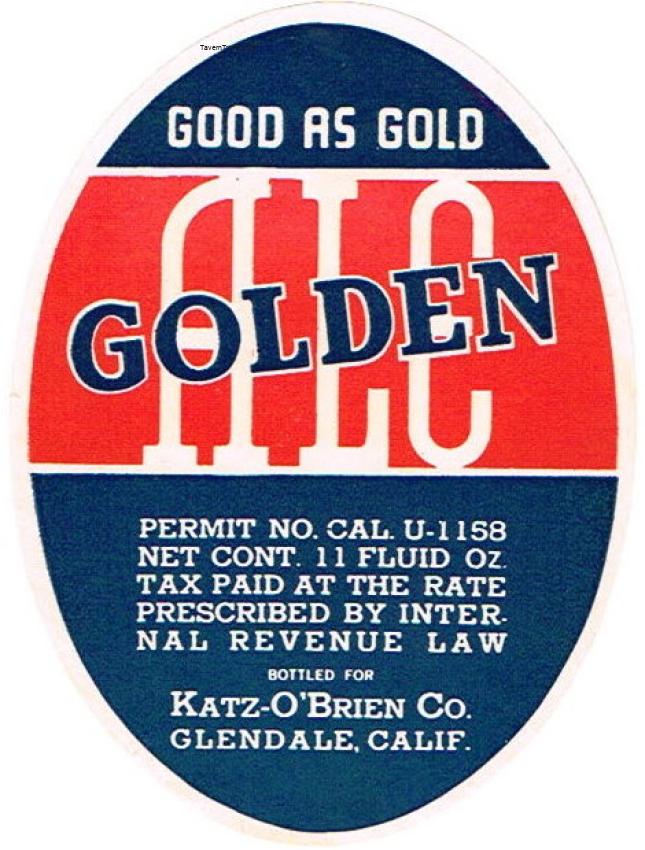 GOOD AS GOLD
GOLDEN
ALE
PERMIT NO. CAL. U-1158
NET CONT. 11 FLUID OZ.
TAX PAID AT THE RATE
PRESCRIBED BY INTER-
NAL REVENUE LAW
BOTTLED FOR
KATZ-O'BRIEN CO.
GLENDALE, CALIF.